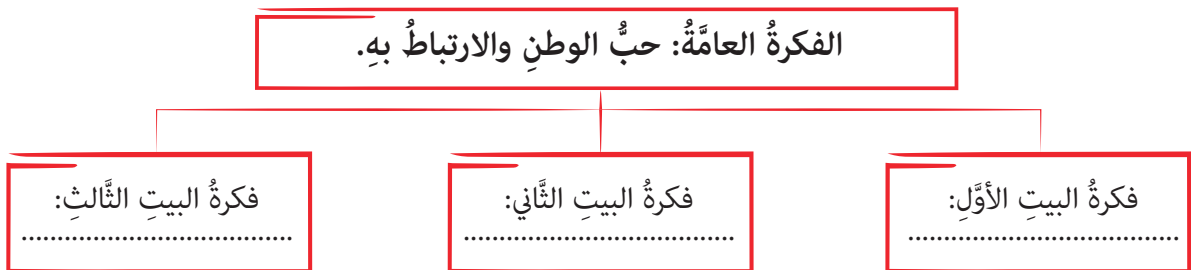 الفكرةُ العامَّةُ: حبُّ الوطنِ والارتباطُ بهِ.
فكرةُ البيتِ الأوَّلِ:
.....................................
فكرةُ البيتِ الثَّاني:
.....................................
فكرةُ البيتِ الثَّالثِ:
.....................................